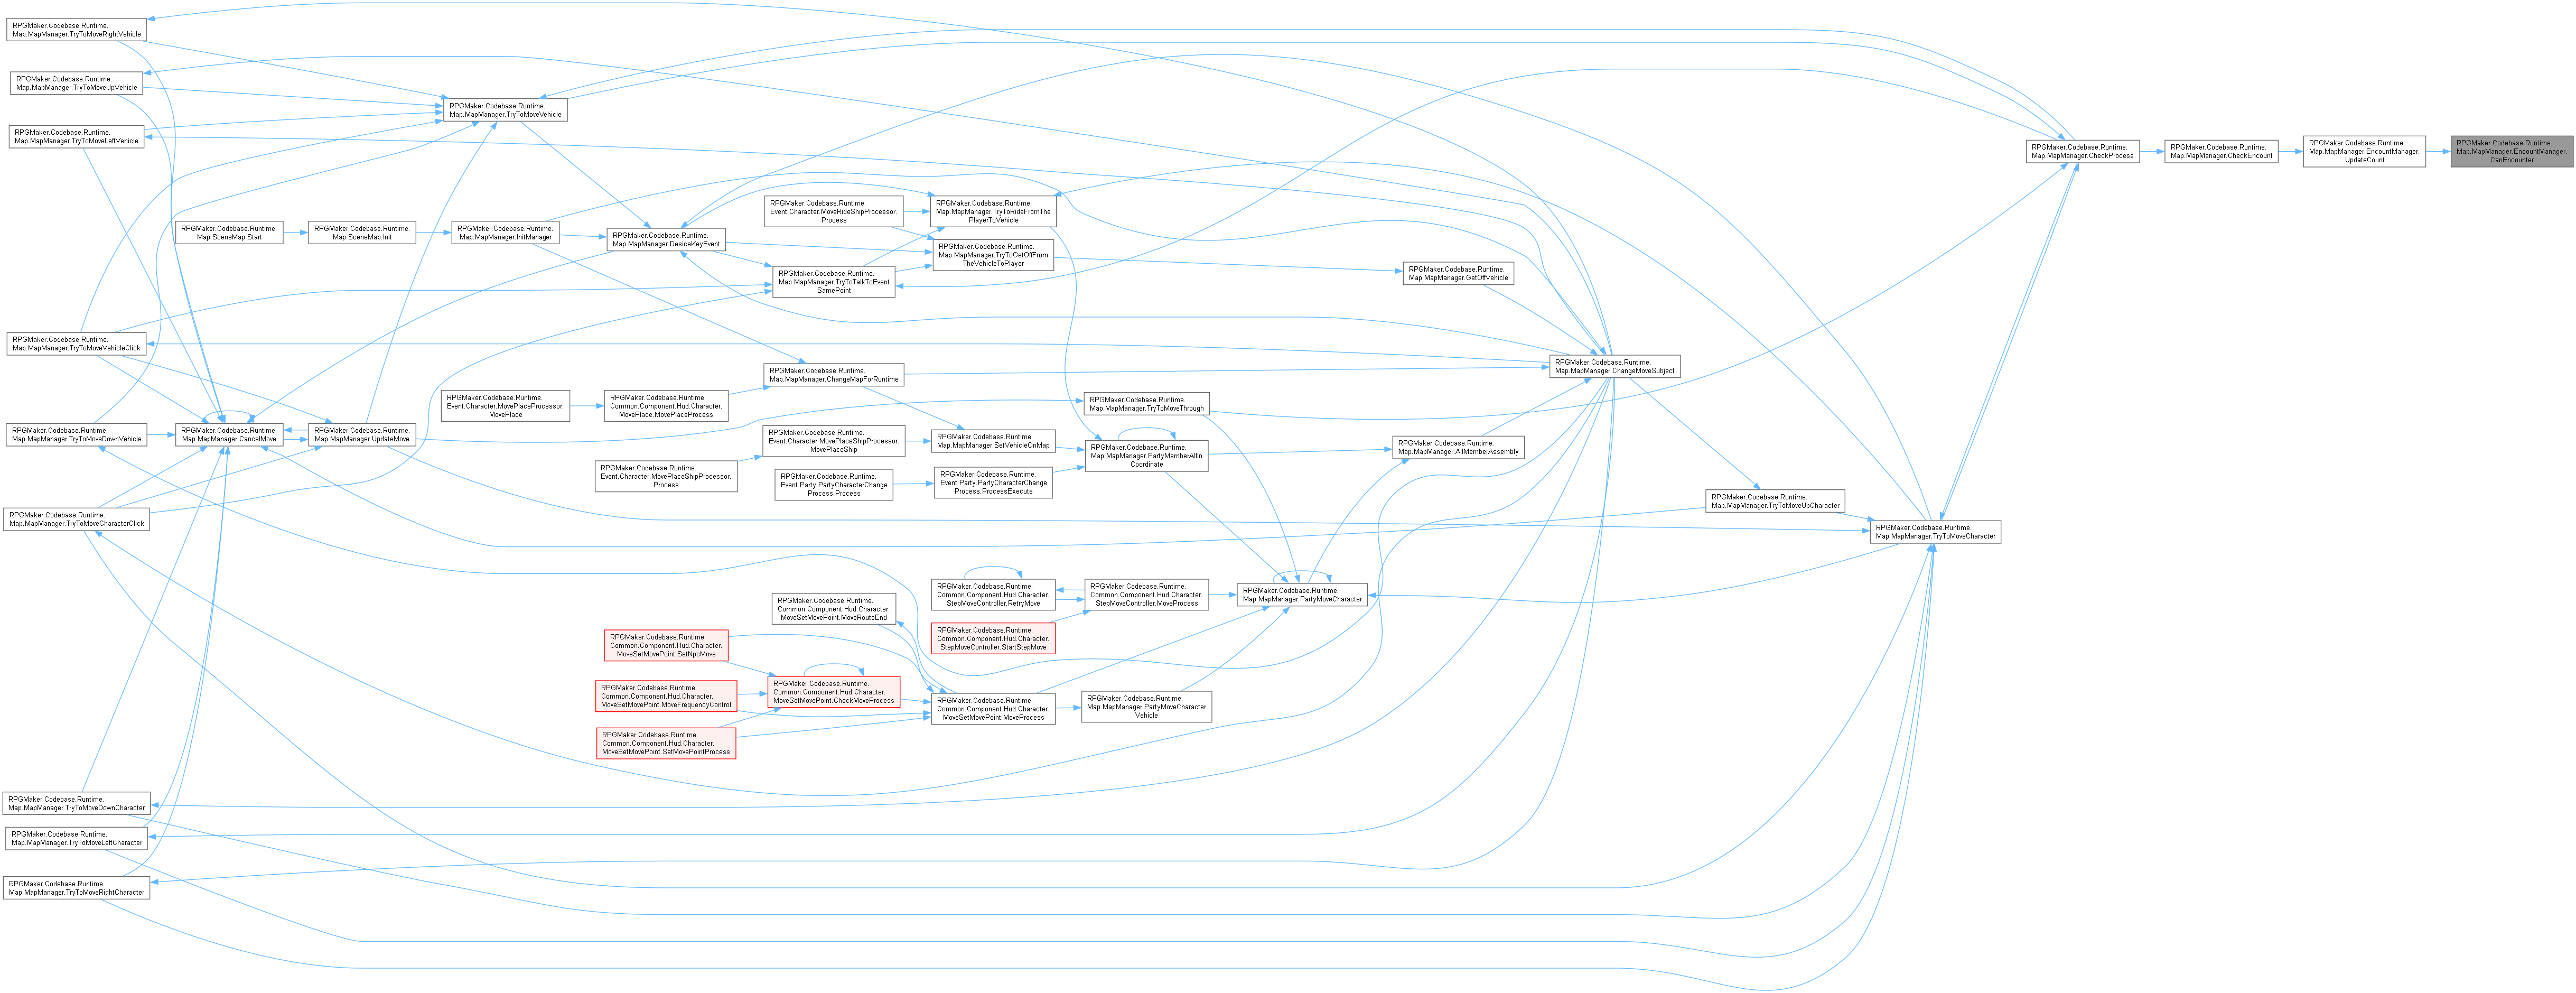 RPGMaker.Codebase.Runtime.
Map.MapManager.TryToMoveRightVehicle
RPGMaker.Codebase.Runtime.
Map.MapManager.TryToMoveUpVehicle
RPGMaker.Codebase.Runtime.
Map.MapManager.TryToMoveLeftVehicle
RPGMaker.Codebase.Runtime.
Map.MapManager.TryToMoveVehicleClick
RPGMaker.Codebase.Runtime.
Map.MapManager.TryToMoveDownVehicle
RPGMaker.Codebase.Runtime.
Map.MapManager.TryToMoveCharacterClick
RPGMaker.Codebase.Runtime.
Map.MapManager.TryToMoveDownCharacter
RPGMaker.Codebase.Runtime.
Map.MapManager.TryToMoveLeftCharacter
RPGMaker.Codebase.Runtime.
Map.MapManager.TryToMoveRightCharacter
RPGMaker.Codebase.Runtime.
Map.SceneMap.Start
RPGMaker.Codebase.Runtime.
Map.MapManager.CancelMove
RPGMaker.Codebase.Runtime.
Map.SceneMap.Init
RPGMaker.Codebase.Runtime.
Map.MapManager.UpdateMove
RPGMaker.Codebase.Runtime.
Map.MapManager.TryToMoveVehicle
RPGMaker.Codebase.Runtime.
Map.MapManager.InitManager
RPGMaker.Codebase.Runtime.
Event.Character.MovePlaceProcessor.
MovePlace
RPGMaker.Codebase.Runtime.
Map.MapManager.DesiceKeyEvent
RPGMaker.Codebase.Runtime.
Common.Component.Hud.Character.
MovePlace.MovePlaceProcess
RPGMaker.Codebase.Runtime.
Event.Character.MovePlaceShipProcessor.
Process
RPGMaker.Codebase.Runtime.
Common.Component.Hud.Character.
MoveSetMovePoint.SetNpcMove
RPGMaker.Codebase.Runtime.
Common.Component.Hud.Character.
MoveSetMovePoint.MoveFrequencyControl
RPGMaker.Codebase.Runtime.
Common.Component.Hud.Character.
MoveSetMovePoint.SetMovePointProcess
RPGMaker.Codebase.Runtime.
Event.Character.MoveRideShipProcessor.
Process
RPGMaker.Codebase.Runtime.
Map.MapManager.TryToTalkToEvent
SamePoint
RPGMaker.Codebase.Runtime.
Map.MapManager.ChangeMapForRuntime
RPGMaker.Codebase.Runtime.
Event.Character.MovePlaceShipProcessor.
MovePlaceShip
RPGMaker.Codebase.Runtime.
Event.Party.PartyCharacterChange
Process.Process
RPGMaker.Codebase.Runtime.
Common.Component.Hud.Character.
MoveSetMovePoint.MoveRouteEnd
RPGMaker.Codebase.Runtime.
Common.Component.Hud.Character.
MoveSetMovePoint.CheckMoveProcess
RPGMaker.Codebase.Runtime.
Map.MapManager.TryToRideFromThe
PlayerToVehicle
RPGMaker.Codebase.Runtime.
Map.MapManager.TryToGetOffFrom
TheVehicleToPlayer
RPGMaker.Codebase.Runtime.
Map.MapManager.SetVehicleOnMap
RPGMaker.Codebase.Runtime.
Event.Party.PartyCharacterChange
Process.ProcessExecute
RPGMaker.Codebase.Runtime.
Common.Component.Hud.Character.
StepMoveController.RetryMove
RPGMaker.Codebase.Runtime.
Common.Component.Hud.Character.
StepMoveController.StartStepMove
RPGMaker.Codebase.Runtime.
Common.Component.Hud.Character.
MoveSetMovePoint.MoveProcess
RPGMaker.Codebase.Runtime.
Map.MapManager.TryToMoveThrough
RPGMaker.Codebase.Runtime.
Map.MapManager.PartyMemberAllIn
Coordinate
RPGMaker.Codebase.Runtime.
Common.Component.Hud.Character.
StepMoveController.MoveProcess
RPGMaker.Codebase.Runtime.
Map.MapManager.PartyMoveCharacter
Vehicle
RPGMaker.Codebase.Runtime.
Map.MapManager.PartyMoveCharacter
RPGMaker.Codebase.Runtime.
Map.MapManager.GetOffVehicle
RPGMaker.Codebase.Runtime.
Map.MapManager.AllMemberAssembly
RPGMaker.Codebase.Runtime.
Map.MapManager.ChangeMoveSubject
RPGMaker.Codebase.Runtime.
Map.MapManager.TryToMoveUpCharacter
RPGMaker.Codebase.Runtime.
Map.MapManager.TryToMoveCharacter
RPGMaker.Codebase.Runtime.
Map.MapManager.CheckProcess
RPGMaker.Codebase.Runtime.
Map.MapManager.CheckEncount
RPGMaker.Codebase.Runtime.
Map.MapManager.EncountManager.
UpdateCount
RPGMaker.Codebase.Runtime.
Map.MapManager.EncountManager.
CanEncounter